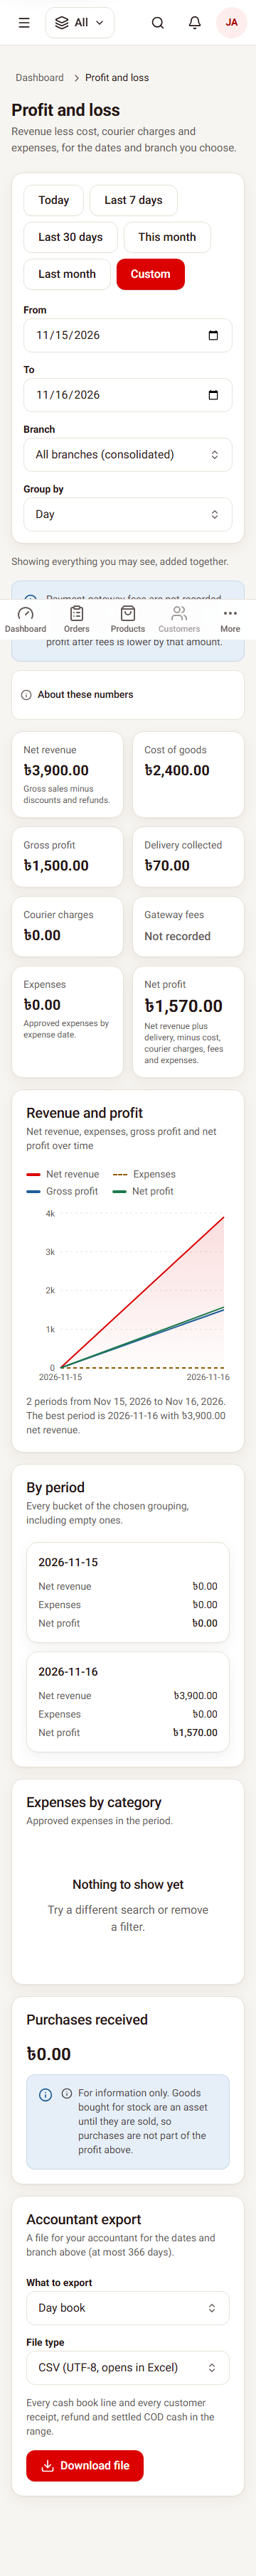 All
JA
Dashboard > Profit and loss
Profit and loss
Revenue less cost, courier charges and
expenses, for the dates and branch you choose.
Today
Last 7 days
Last 30 days
This month
Last month
Custom
From
11/15/2026
To
11/16/2026
Branch
All branches (consolidated)
Group by
Day
Showing everything you may see, added together.
Dashboard
Orders
Products
Customers
More
profit after fees is lower by that amount.
About these numbers
Net revenue
৳3,900.00
Gross sales minus
discounts and refunds.
Cost of goods
৳2,400.00
Gross profit
৳1,500.00
Delivery collected
৳70.00
Courier charges
৳0.00
Gateway fees
Not recorded
Expenses
৳0.00
Approved expenses by
expense date.
Net profit
৳1,570.00
Net revenue plus
delivery, minus cost,
courier charges, fees
and expenses.
Revenue and profit
Net revenue, expenses, gross profit and net
profit over time
Net revenue
Expenses
Gross profit
Net profit
4k
3k
2k
1k
0
2026-11-15
2026-11-16
2 periods from Nov 15, 2026 to Nov 16, 2026.
The best period is 2026-11-16 with ৳3,900.00
net revenue.
By period
Every bucket of the chosen grouping,
including empty ones.
2026-11-15
Net revenue ৳0.00
Expenses ৳0.00
Net profit ৳0.00
2026-11-16
Net revenue ৳3,900.00
Expenses ৳0.00
Net profit ৳1,570.00
Expenses by category
Approved expenses in the period.
Nothing to show yet
Try a different search or remove
a filter.
Purchases received
৳0.00
For information only. Goods
bought for stock are an asset
until they are sold, so
purchases are not part of the
profit above.
Accountant export
A file for your accountant for the dates and
branch above (at most 366 days).
What to export
Day book
File type
CSV (UTF-8, opens in Excel)
Every cash book line and every customer
receipt, refund and settled COD cash in the
range.
Download file